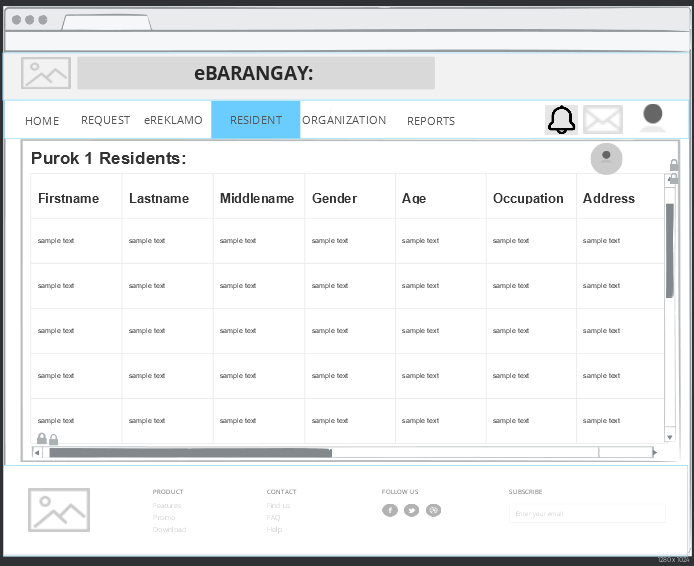 eBARANGAY:
HOME REQUEST eREKLAMO RESIDENT ORGANIZATION REPORTS
Purok 1 Residents:
Firstname Lastname Middlename Gender Age Occupation Address
sample text sample text sample text sample text sample text sample text sample text
sample text sample text sample text sample text sample text sample text sample text
sample text sample text sample text sample text sample text sample text sample text
sample text sample text sample text sample text sample text sample text sample text
sample text sample text sample text sample text sample text sample text sample text
PRODUCT CONTACT FOLLOW US SUBSCRIBE
Features Find us
Promo FAQ Enter your email
Download Help
1280 x 1024